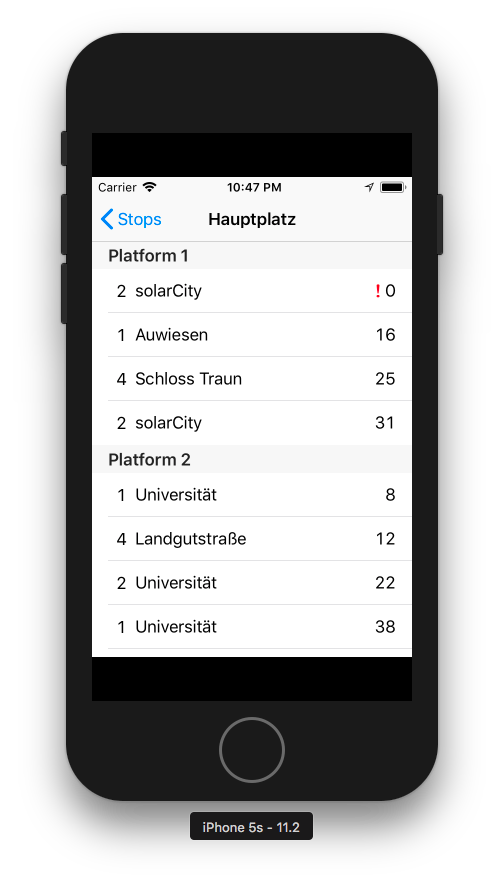 Carrier 10:47 PM
Stops Hauptplatz
Platform 1
2 solarCity ! 0
1 Auwiesen 16
4 Schloss Traun 25
2 solarCity 31
Platform 2
1 Universität 8
4 Landgutstraße 12
2 Universität 22
1 Universität 38
iPhone 5s - 11.2